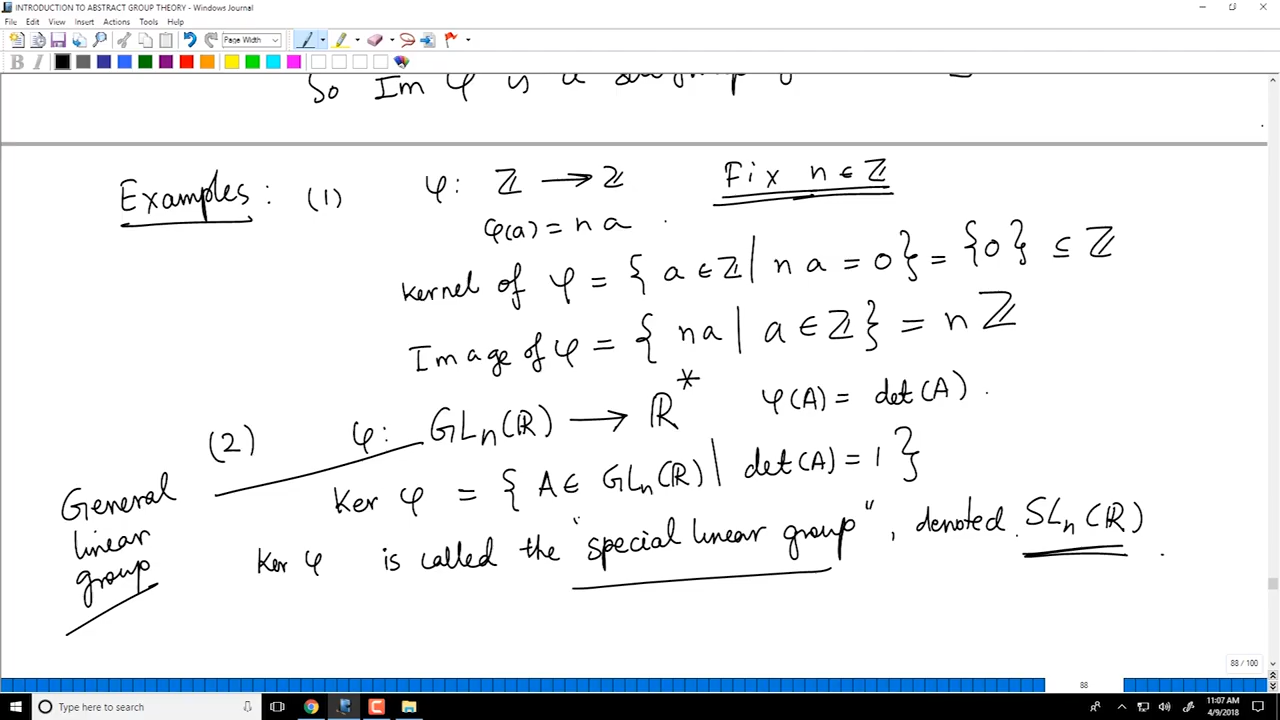 INTRODUCTION TO ABSTRACT GROUP THEORY - Windows Journal
File Edit View Insert Actions Tools Help
Page Width
B I
So Im φ is a
Examples : (1) φ: ℤ → ℤ Fix n ∈ ℤ
φ(a) = n a .
Kernel of φ = { a ∈ ℤ | n a = 0 } = {0} ⊆ ℤ
Image of φ = { na | a ∈ ℤ } = n ℤ
(2) φ: GLn(ℝ) → ℝ* φ(A) = det(A) .
Ker φ = { A ∈ GLn(ℝ) | det(A) = 1 }
General
linear
group
Ker φ is called the "special linear group" , denoted SLn(ℝ) .
88 / 100
88
Type here to search
11:07 AM
4/9/2018